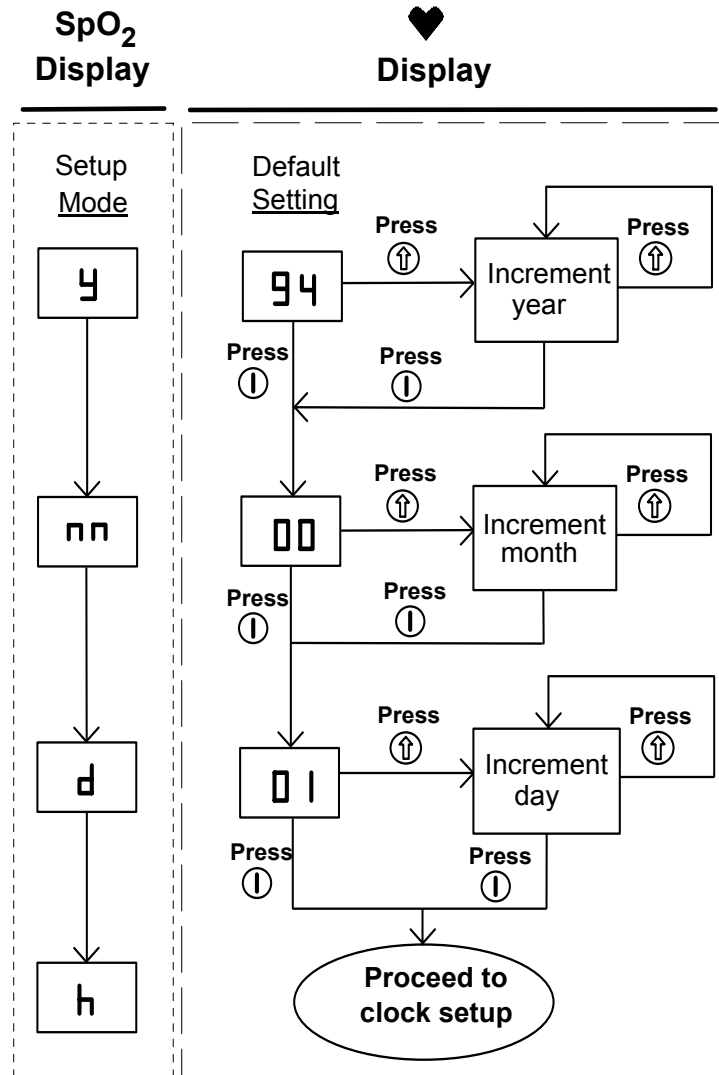 SpO2
Display
♥
Display
Setup
Mode
Default
Setting
y
94
Press
Increment
year
Press
Press
Press
nn
00
Press
Increment
month
Press
Press
Press
d
01
Press
Increment
day
Press
Press
Press
h
Proceed to
clock setup